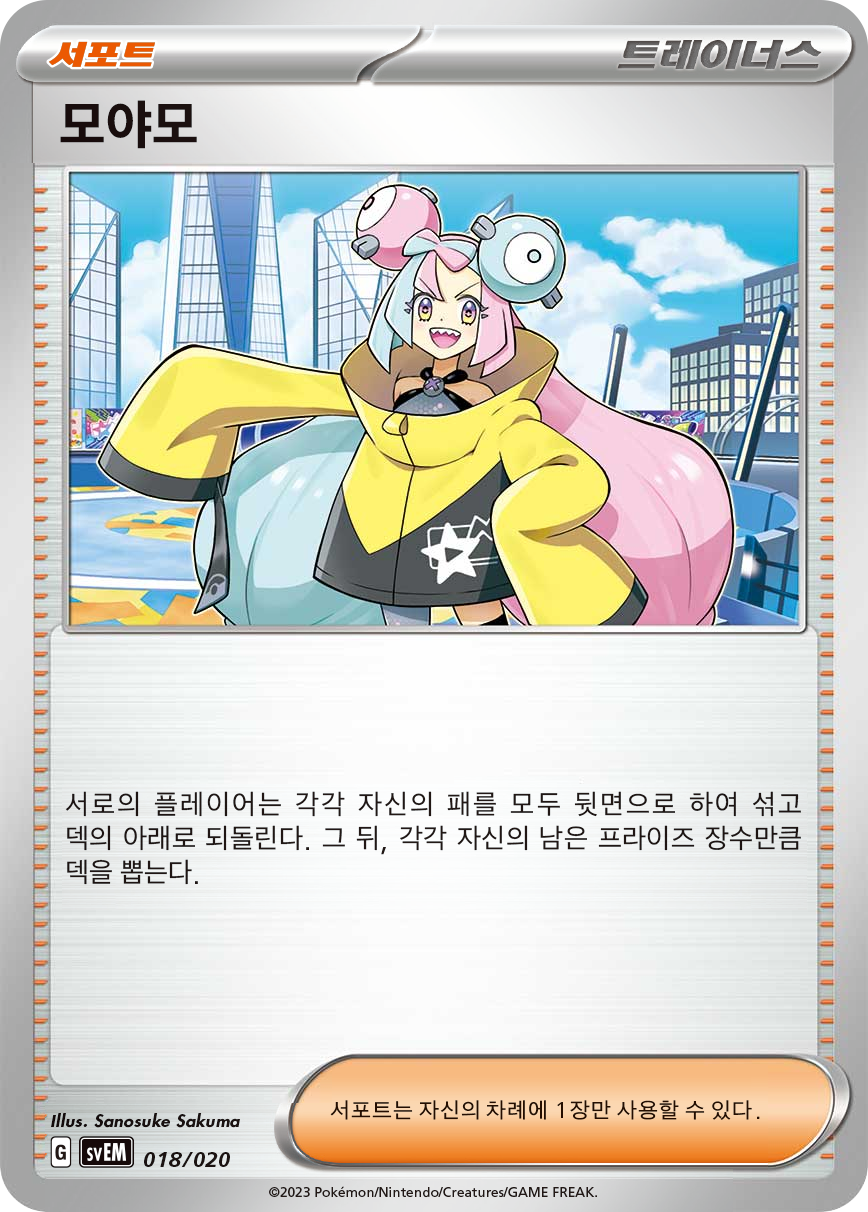 서포트
트레이너스
모야모
서로의 플레이어는 각각 자신의 패를 모두 뒷면으로 하여 섞고
덱의 아래로 되돌린다. 그 뒤, 각각 자신의 남은 프라이즈 장수만큼
덱을 뽑는다.
서포트는 자신의 차례에 1장만 사용할 수 있다.
Illus. Sanosuke Sakuma
G svEM 018/020
©2023 Pokémon/Nintendo/Creatures/GAME FREAK.